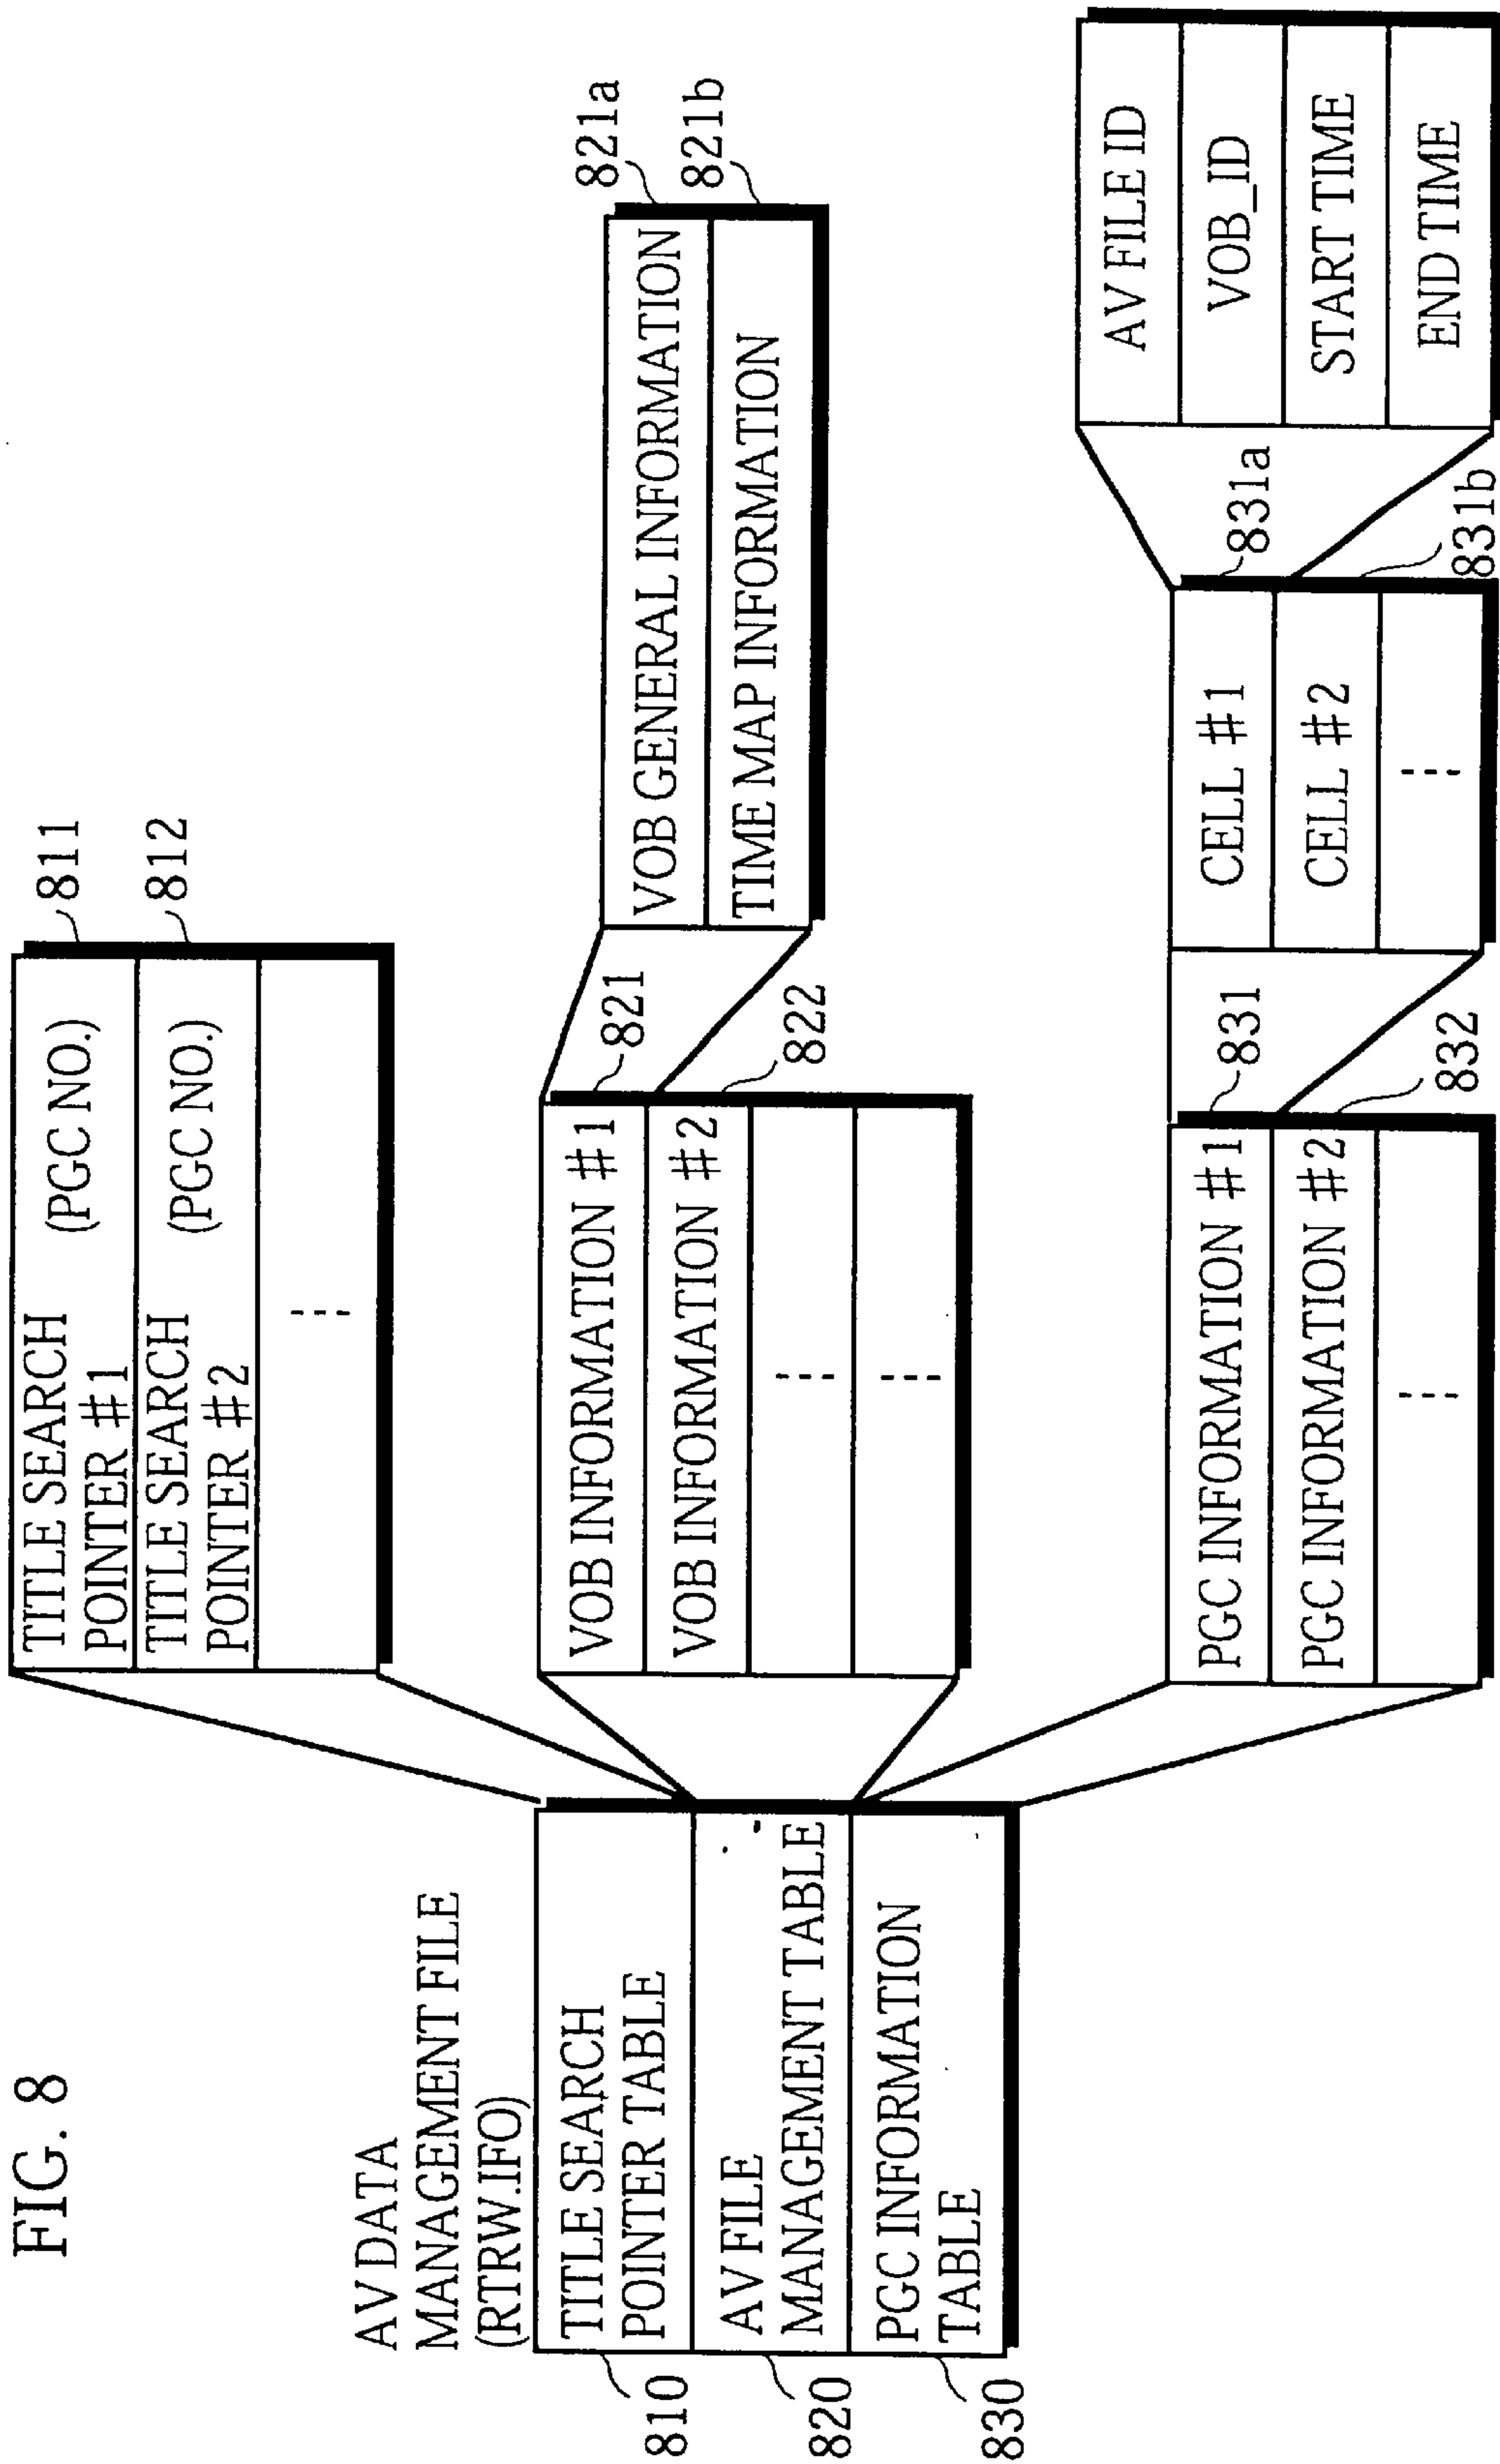 FIG. 8
AV DATA
MANAGEMENT FILE
(RTRW.IFO)
810
TITLE SEARCH
POINTER TABLE
820
AV FILE
MANAGEMENT TABLE
830
PGC INFORMATION
TABLE
TITLE SEARCH
POINTER #1 (PGC NO.)
811
TITLE SEARCH
POINTER #2 (PGC NO.)
812
VOB INFORMATION #1
821
VOB INFORMATION #2
822
VOB GENERAL INFORMATION
821a
TIME MAP INFORMATION
821b
PGC INFORMATION #1
831
PGC INFORMATION #2
832
CELL #1
831a
CELL #2
831b
AV FILE ID
VOB_ID
START TIME
END TIME